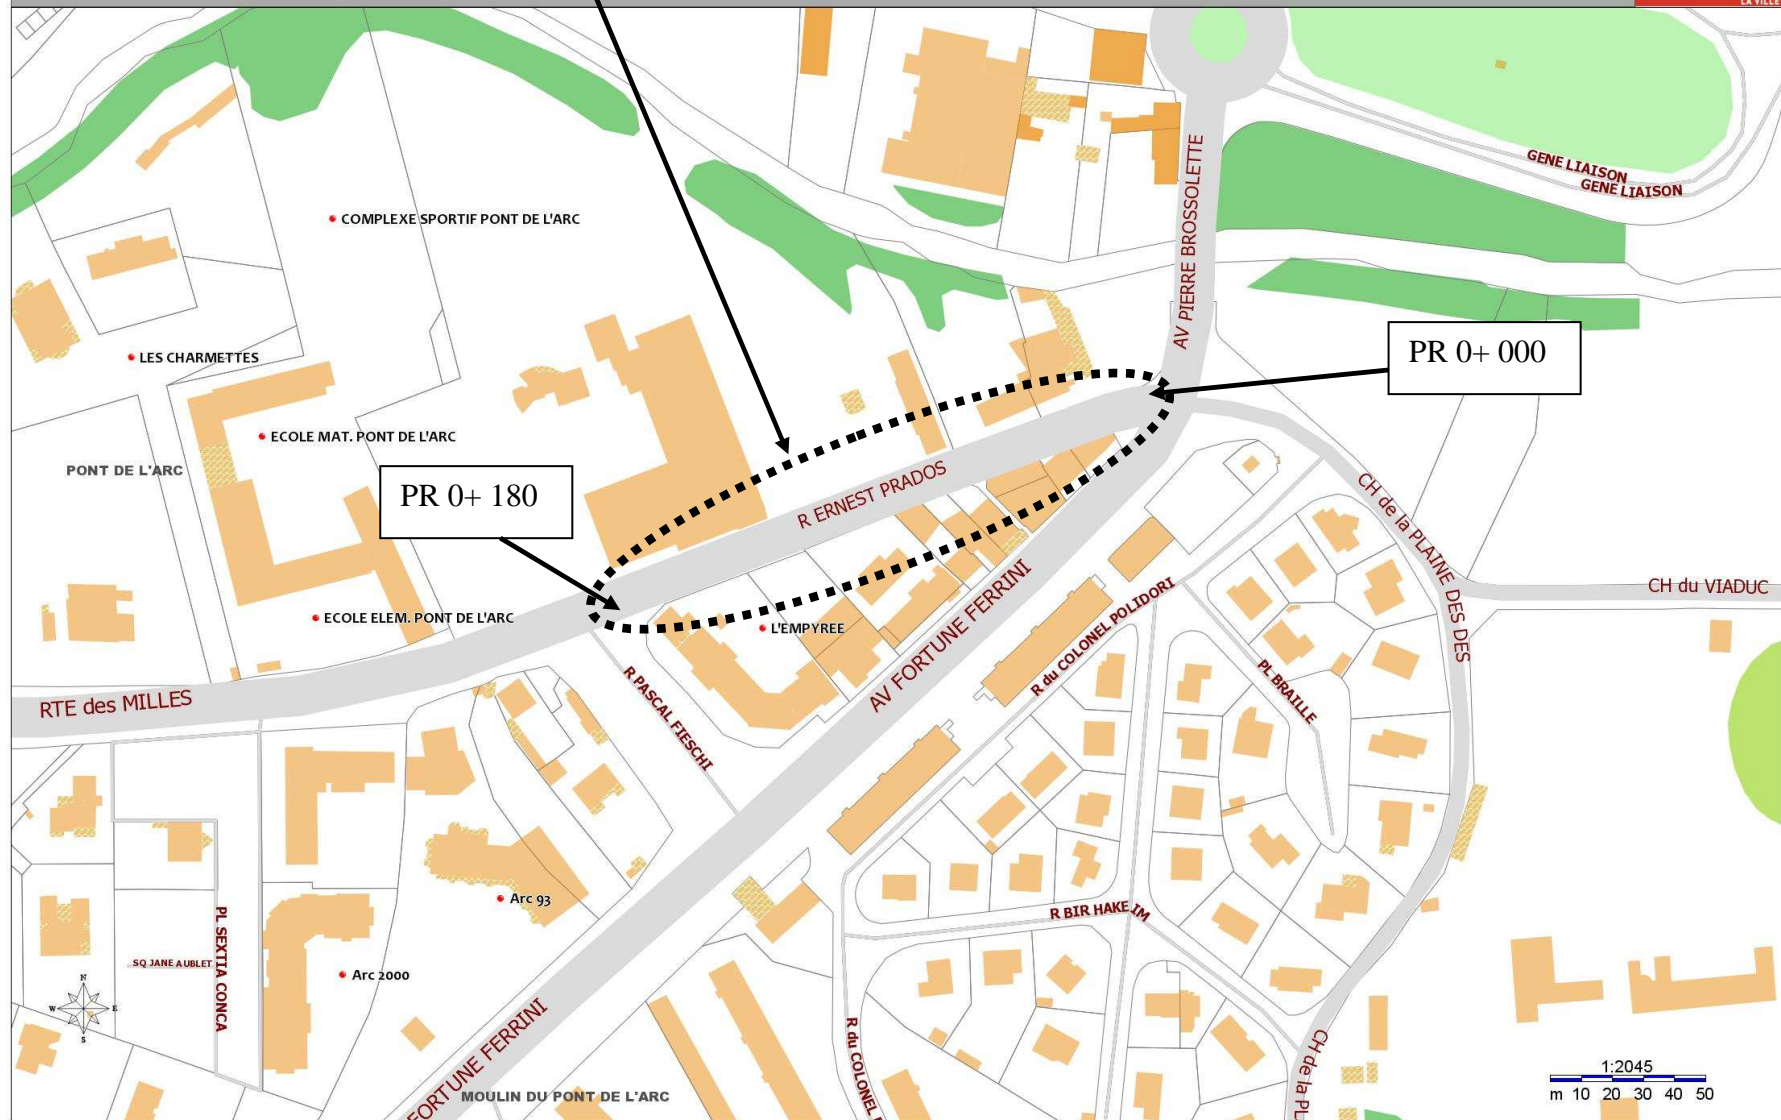 LA VILLE
GENE LIAISON
GENE LIAISON
AV PIERRE BROSSOLETTE
COMPLEXE SPORTIF PONT DE L'ARC
LES CHARMETTES
PR 0+ 000
ECOLE MAT. PONT DE L'ARC
PONT DE L'ARC
PR 0+ 180
R ERNEST PRADOS
CH de la PLAINE DES DES
CH du VIADUC
ECOLE ELEM. PONT DE L'ARC
L'EMPYREE
AV FORTUNE FERRINI
R du COLONEL POLIDORI
PL BRAILLE
R PASCAL FIESCHI
RTE des MILLES
Arc 93
R BIR HAKEIM
PL SEXTIA CONCA
SQ JANE AUBLET
Arc 2000
N
W E
S
FORTUNE FERRINI
R du COLONEL
CH de la PL
MOULIN DU PONT DE L'ARC
1:2045
m 10 20 30 40 50